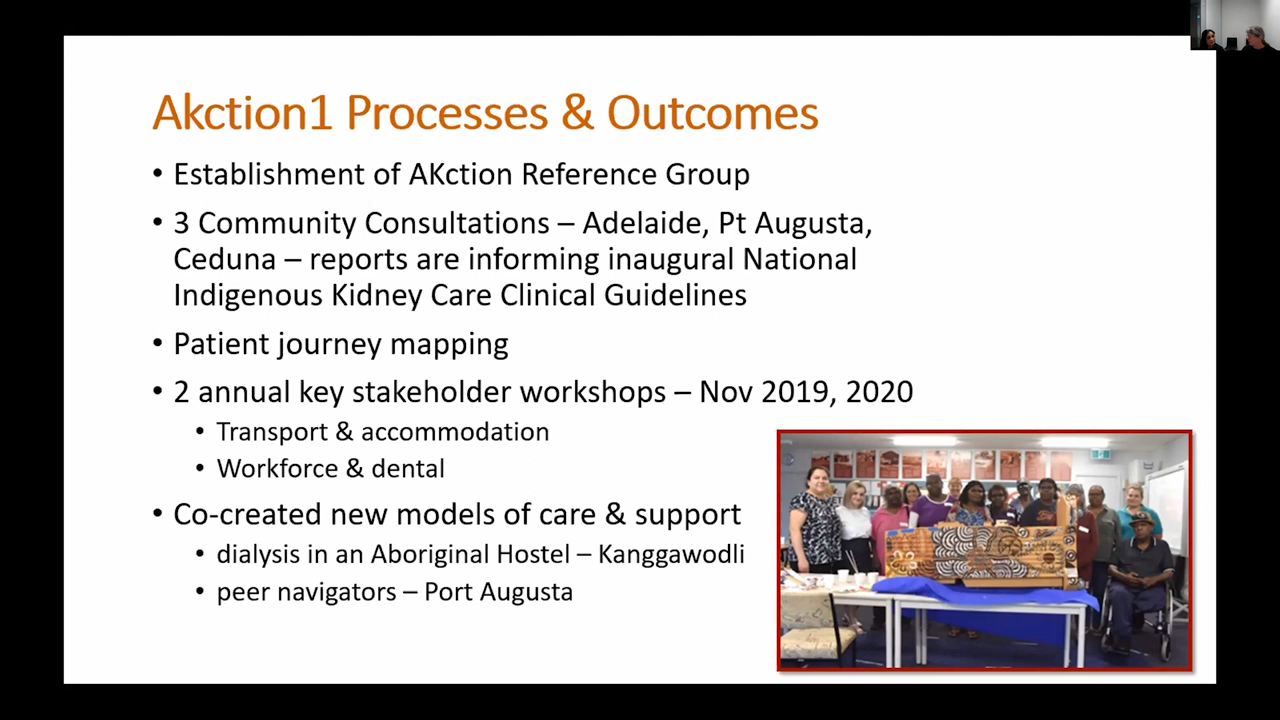 Akction1 Processes & Outcomes
• Establishment of AKction Reference Group
• 3 Community Consultations – Adelaide, Pt Augusta,
Ceduna – reports are informing inaugural National
Indigenous Kidney Care Clinical Guidelines
• Patient journey mapping
• 2 annual key stakeholder workshops – Nov 2019, 2020
• Transport & accommodation
• Workforce & dental
• Co-created new models of care & support
• dialysis in an Aboriginal Hostel – Kanggawodli
• peer navigators – Port Augusta